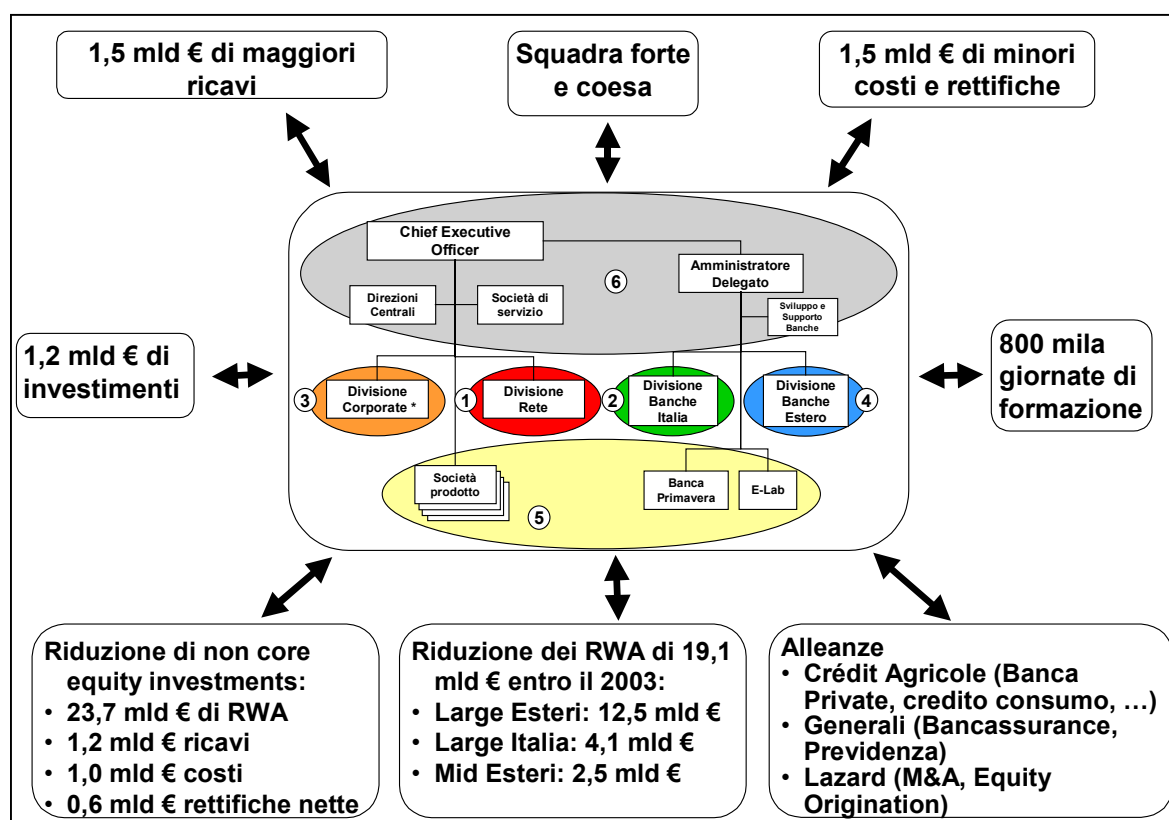 1,5 mld € di maggiori
ricavi
Squadra forte
e coesa
1,5 mld € di minori
costi e rettifiche
Chief Executive
Officer
Amministratore
Delegato
6
Direzioni
Centrali
Società di
servizio
Sviluppo e
Supporto
Banche
1,2 mld € di
investimenti
800 mila
giornate di
formazione
3
Divisione
Corporate *
1
Divisione
Rete
2
Divisione
Banche
Italia
Divisione
Banche
Estero
4
Società
prodotto
Banca
Primavera
E-Lab
5
Riduzione di non core
equity investments:
• 23,7 mld € di RWA
• 1,2 mld € ricavi
• 1,0 mld € costi
• 0,6 mld € rettifiche nette
Riduzione dei RWA di 19,1
mld € entro il 2003:
• Large Esteri: 12,5 mld €
• Large Italia: 4,1 mld €
• Mid Esteri: 2,5 mld €
Alleanze
• Crédit Agricole (Banca
Private, credito consumo, …)
• Generali (Bancassurance,
Previdenza)
• Lazard (M&A, Equity
Origination)